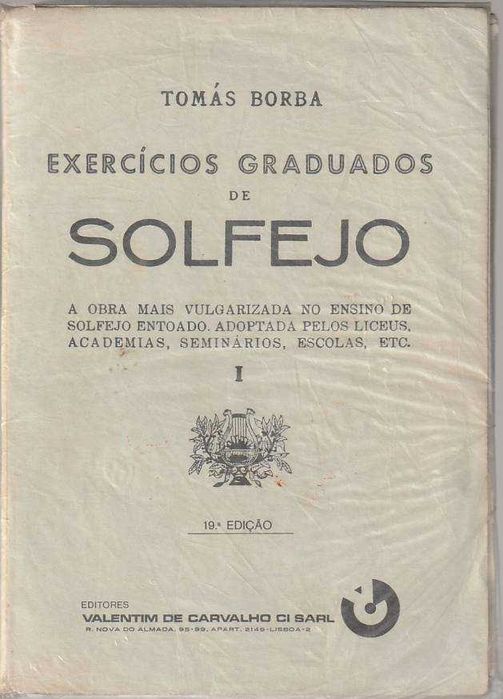 TOMÁS BORBA
EXERCÍCIOS GRADUADOS
DE
SOLFEJO
A OBRA MAIS VULGARIZADA NO ENSINO DE
SOLFEJO ENTOADO. ADOPTADA PELOS LICEUS,
ACADEMIAS, SEMINÁRIOS, ESCOLAS, ETC.
I
19.ª EDIÇÃO
EDITORES
VALENTIM DE CARVALHO CI SARL
R. NOVA DO ALMADA, 95-99, APART. 2149-LISBOA-2